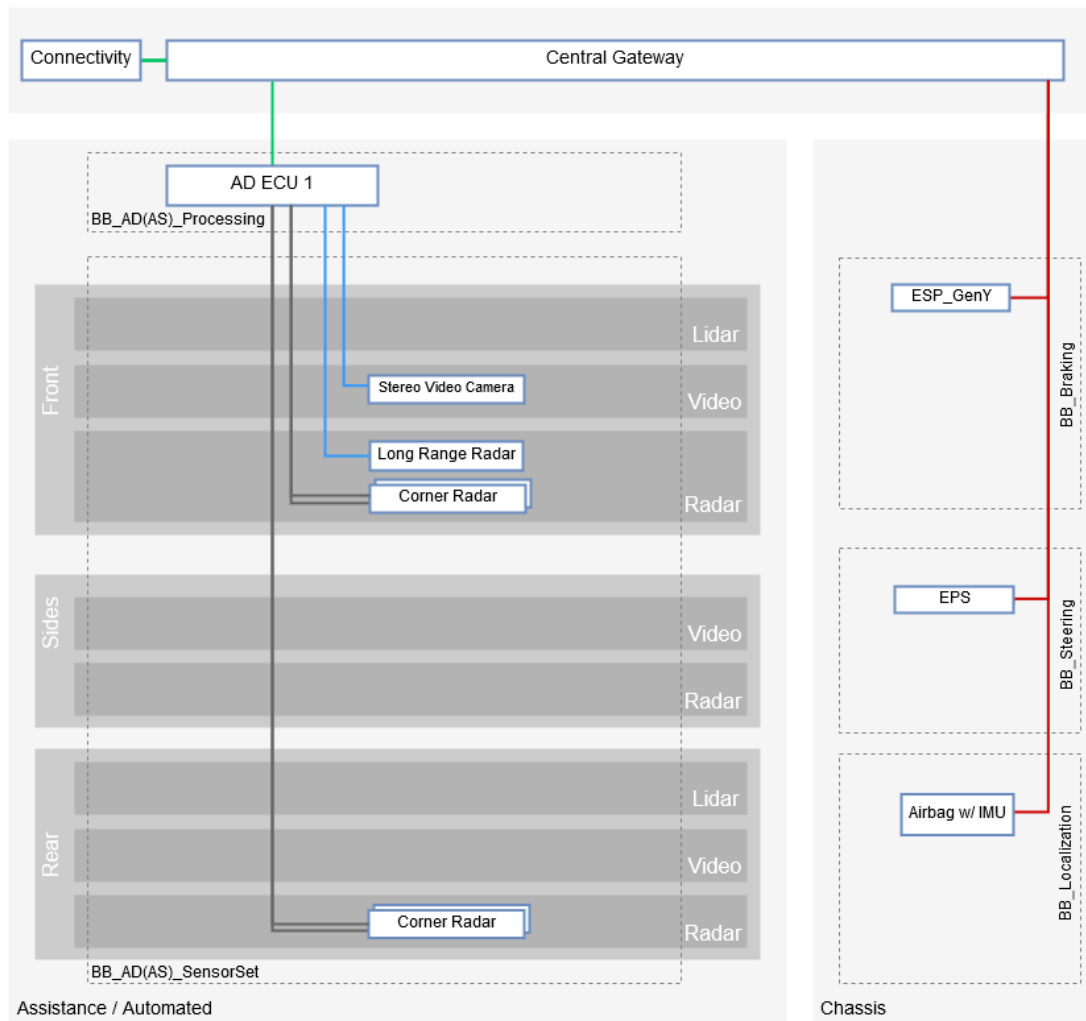 Connectivity
Central Gateway
AD ECU 1
BB_AD(AS)_Processing
Front
Lidar
Stereo Video Camera
Video
Long Range Radar
Corner Radar
Radar
Sides
Video
Radar
Rear
Lidar
Video
Corner Radar
Radar
BB_AD(AS)_SensorSet
Assistance / Automated
ESP_GenY
BB_Braking
EPS
BB_Steering
Airbag w/ IMU
BB_Localization
Chassis